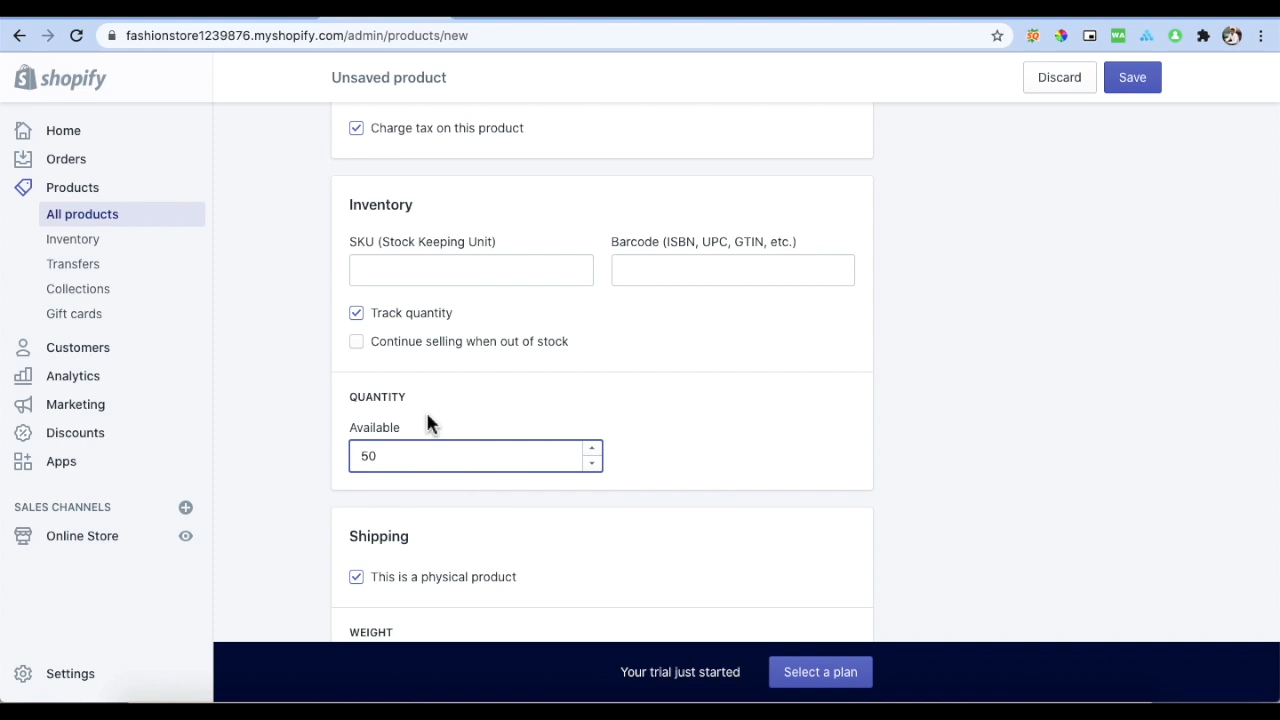 fashionstore1239876.myshopify.com/admin/products/new
shopify
Unsaved product
Discard
Save
Home
Orders
Products
All products
Inventory
Transfers
Collections
Gift cards
Customers
Analytics
Marketing
Discounts
Apps
SALES CHANNELS
Online Store
Settings
Charge tax on this product
Inventory
SKU (Stock Keeping Unit)
Barcode (ISBN, UPC, GTIN, etc.)
Track quantity
Continue selling when out of stock
QUANTITY
Available
50
Shipping
This is a physical product
WEIGHT
Your trial just started
Select a plan